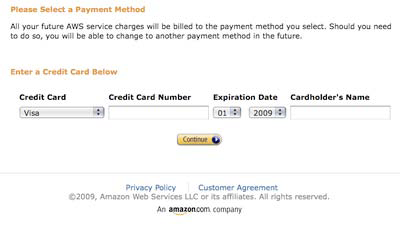 Please Select a Payment Method
All your future AWS service charges will be billed to the payment method you select. Should you need
to do so, you will be able to change to another payment method in the future.
Enter a Credit Card Below
Credit Card Credit Card Number Expiration Date Cardholder's Name
Visa 01 2009
Continue
Privacy Policy | Customer Agreement
©2009, Amazon Web Services LLC or its affiliates. All rights reserved.
An amazon.com. company